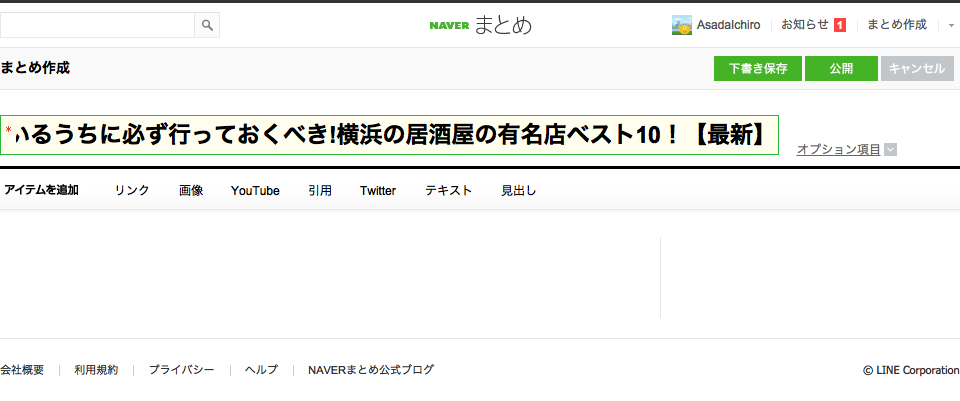 NAVER まとめ
AsadaIchiro お知らせ 1 まとめ作成
まとめ作成
下書き保存 公開 キャンセル
*いるうちに必ず行っておくべき!横浜の居酒屋の有名店ベスト10！【最新】
オプション項目
アイテムを追加 リンク 画像 YouTube 引用 Twitter テキスト 見出し
会社概要 利用規約 プライバシー ヘルプ NAVERまとめ公式ブログ
© LINE Corporation